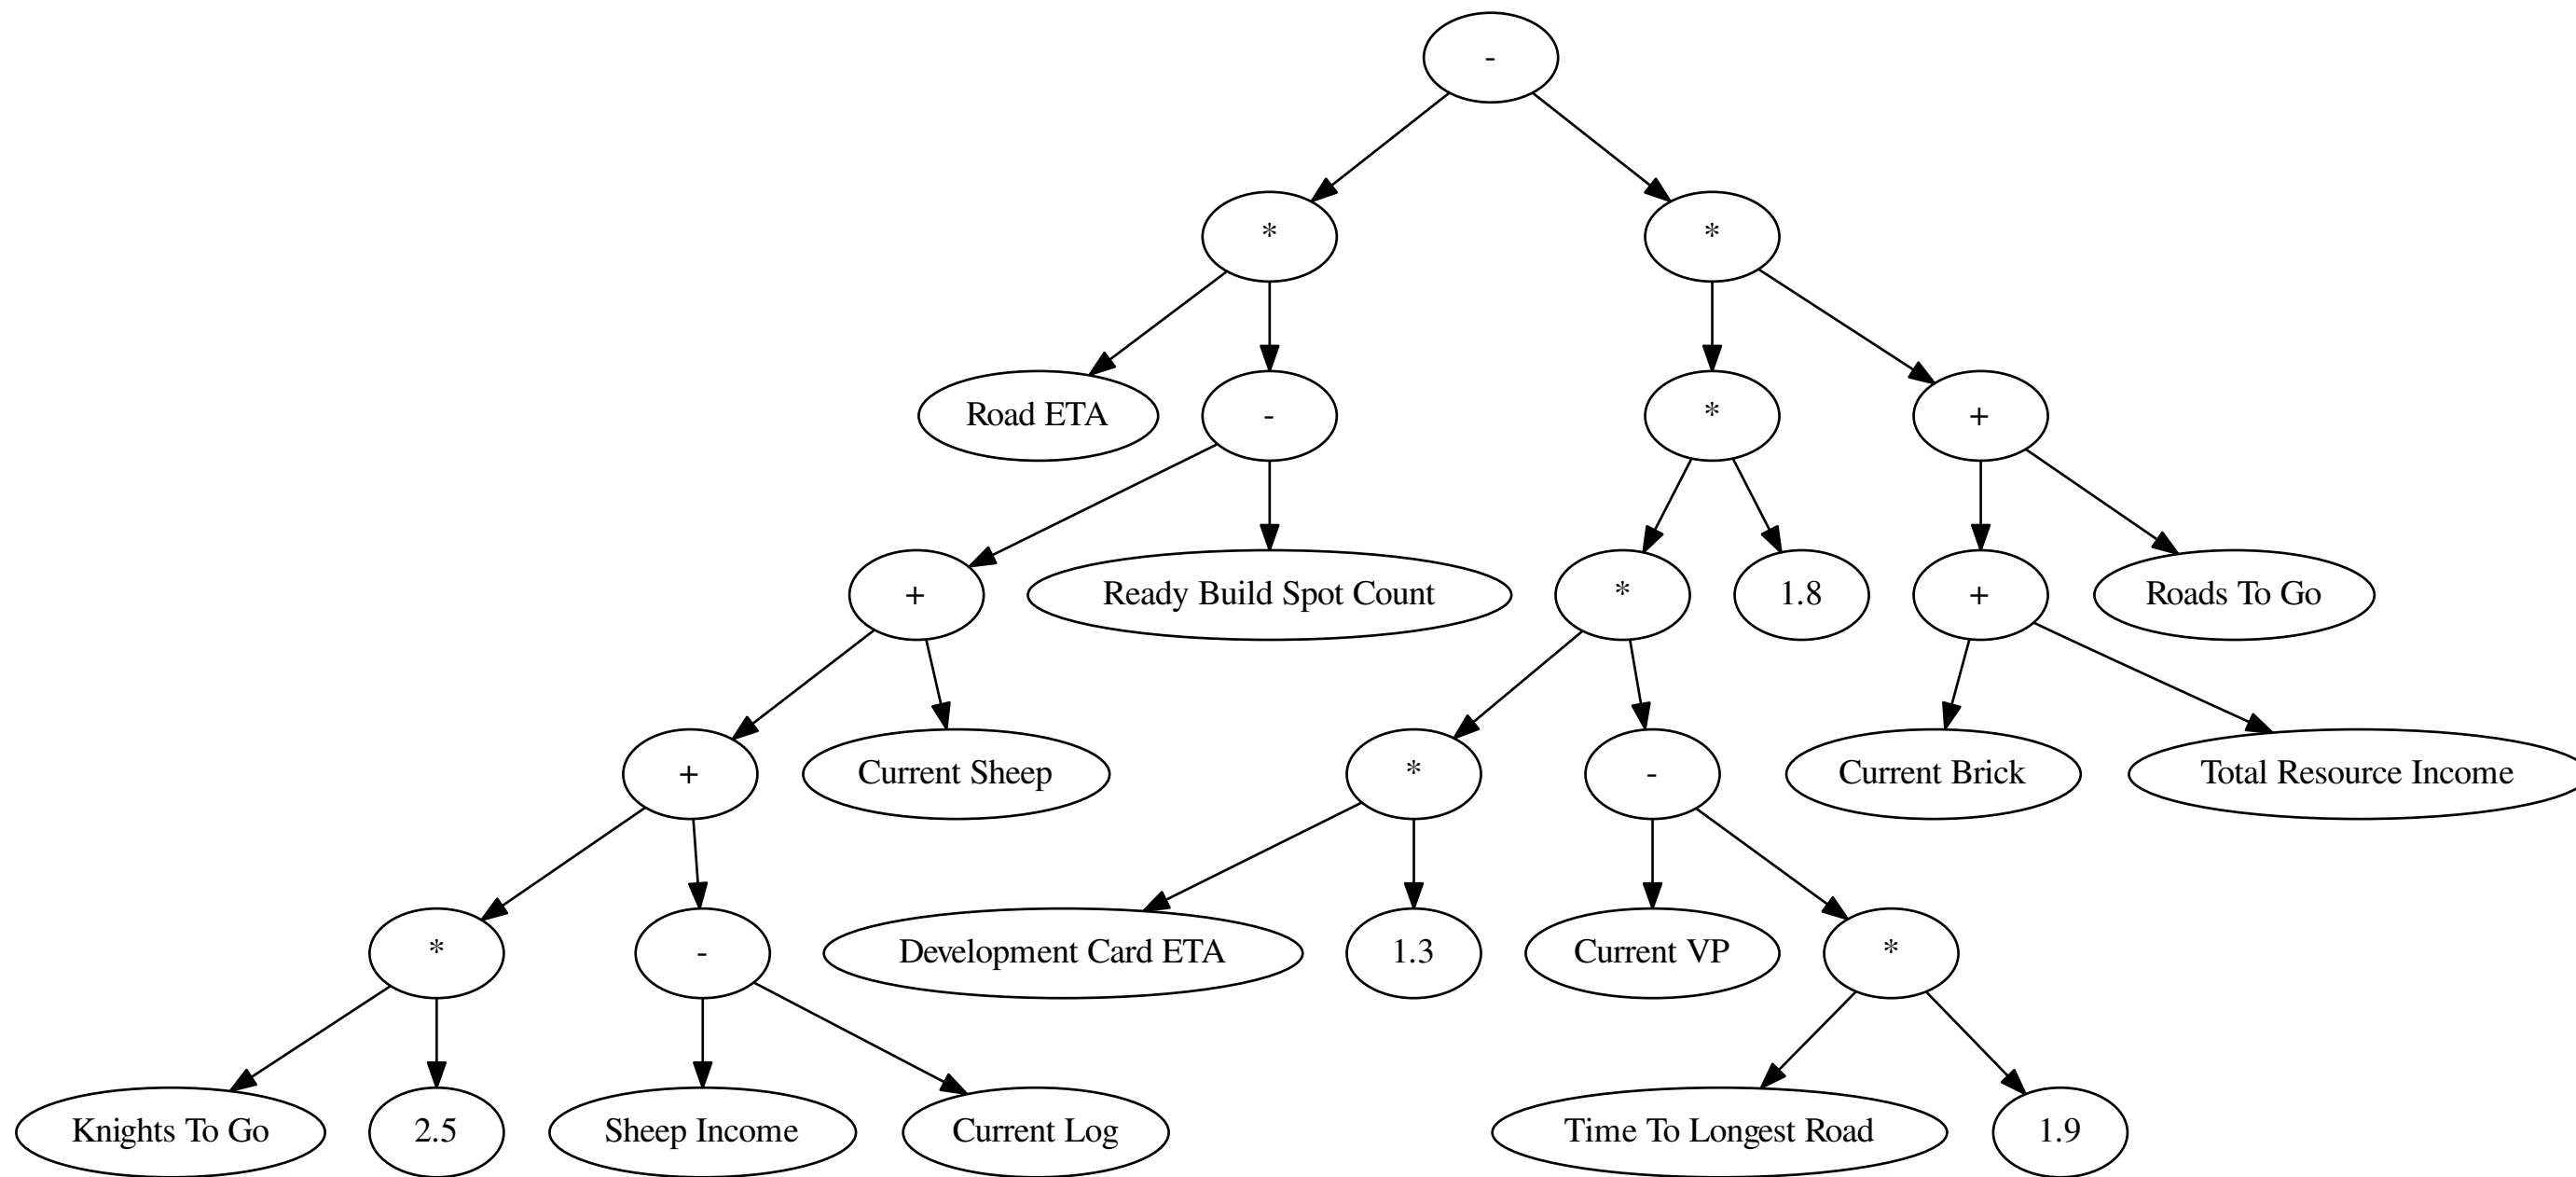 -
* *
Road ETA - * +
+ Ready Build Spot Count * 1.8 + Roads To Go
+ Current Sheep * - Current Brick Total Resource Income
* - Development Card ETA 1.3 Current VP *
Knights To Go 2.5 Sheep Income Current Log Time To Longest Road 1.9